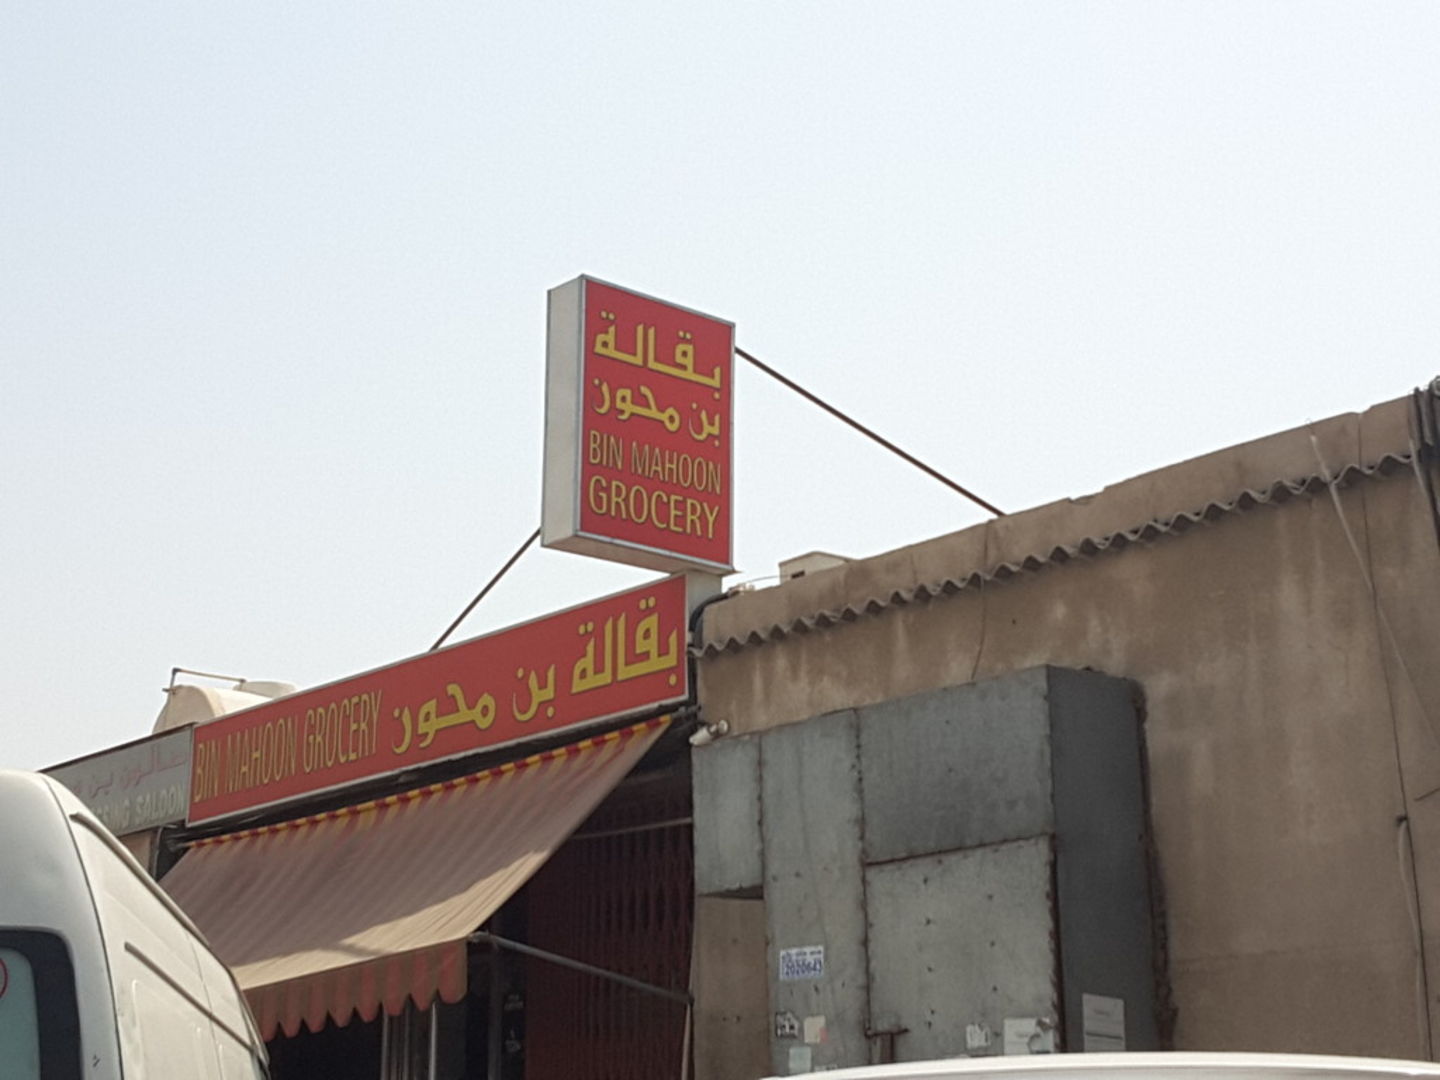 بقالة
بن محون
BIN MAHOON
GROCERY
BIN MAHOON GROCERY بقالة بن محون
SALOON
2020643